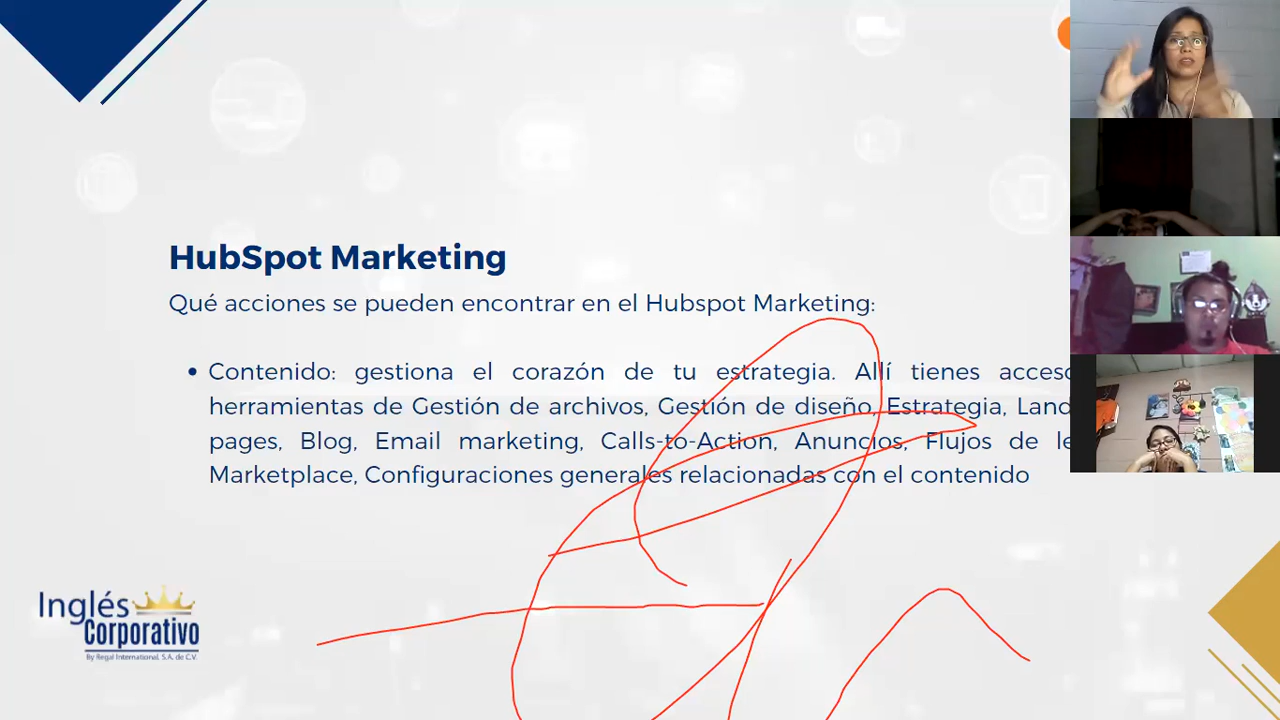 HubSpot Marketing
Qué acciones se pueden encontrar en el Hubspot Marketing:
• Contenido: gestiona el corazón de tu estrategia. Allí tienes acceso
herramientas de Gestión de archivos, Gestión de diseño, Estrategia, Land
pages, Blog, Email marketing, Calls-to-Action, Anuncios, Flujos de le
Marketplace, Configuraciones generales relacionadas con el contenido
Inglés
Corporativo
By Regal International, S.A. de C.V.